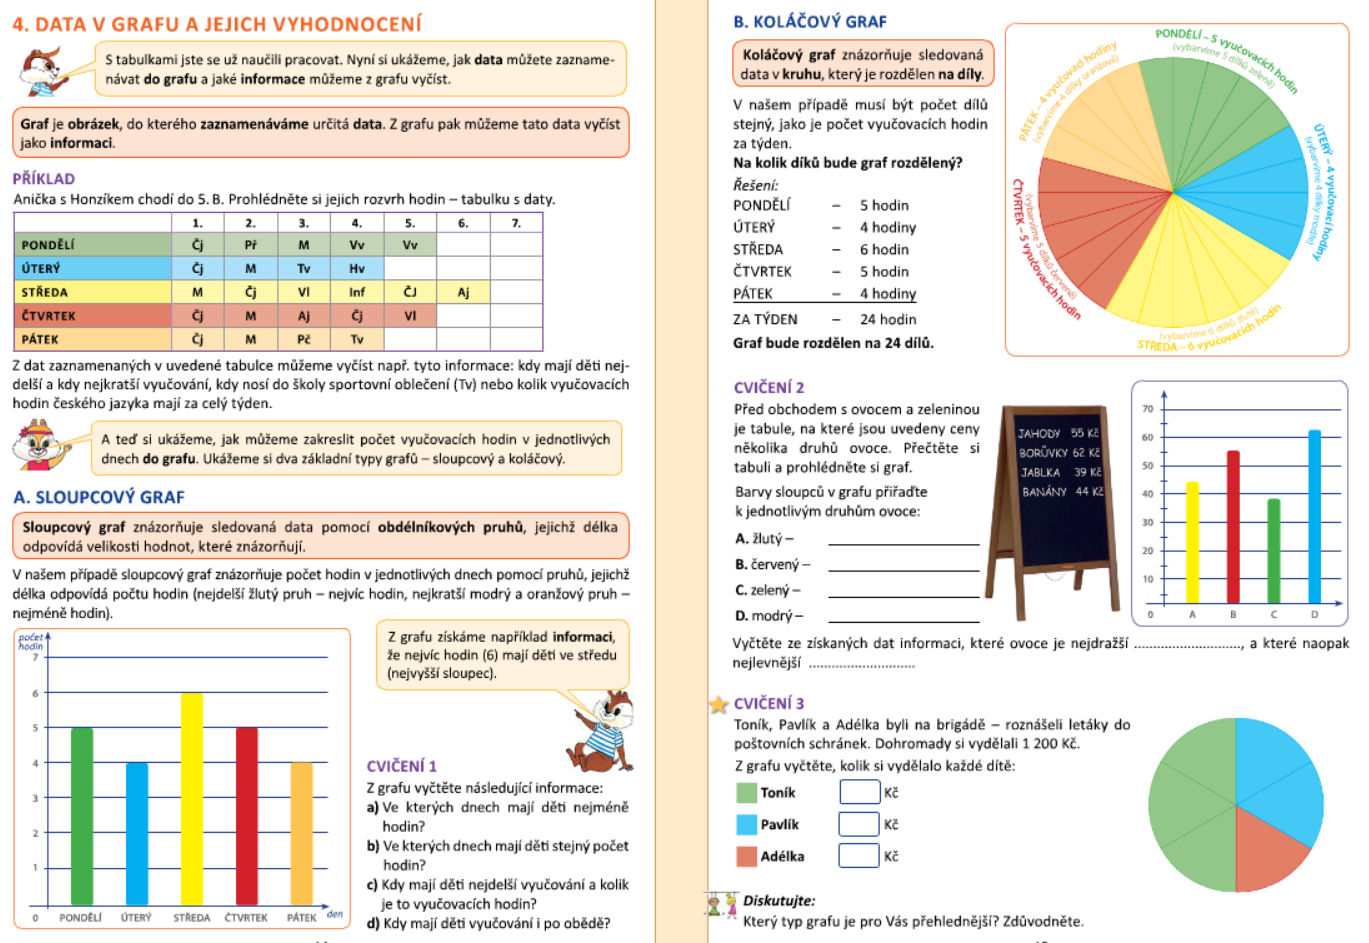 4. DATA V GRAFU A JEJICH VYHODNOCENÍ
S tabulkami jste se už naučili pracovat. Nyní si ukážeme, jak data můžete zazname-
návat do grafu a jaké informace můžeme z grafu vyčíst.
Graf je obrázek, do kterého zaznamenáváme určitá data. Z grafu pak můžeme tato data vyčíst
jako informaci.
PŘÍKLAD
Anička s Honzíkem chodí do 5. B. Prohlédněte si jejich rozvrh hodin – tabulku s daty.
1. 2. 3. 4. 5. 6. 7.
PONDĚLÍ Čj Př M Vv Vv
ÚTERÝ Čj M Tv Hv
STŘEDA M Čj Vl Inf ČJ Aj
ČTVRTEK Čj M Aj Čj Vl
PÁTEK Čj M Pč Tv
Z dat zaznamenaných v uvedené tabulce můžeme vyčíst např. tyto informace: kdy mají děti nej-
delší a kdy nejkratší vyučování, kdy nosí do školy sportovní oblečení (Tv) nebo kolik vyučovacích
hodin českého jazyka mají za celý týden.
A teď si ukážeme, jak můžeme zakreslit počet vyučovacích hodin v jednotlivých
dnech do grafu. Ukážeme si dva základní typy grafů – sloupcový a koláčový.
A. SLOUPCOVÝ GRAF
Sloupcový graf znázorňuje sledovaná data pomocí obdélníkových pruhů, jejichž délka
odpovídá velikosti hodnot, které znázorňují.
V našem případě sloupcový graf znázorňuje počet hodin v jednotlivých dnech pomocí pruhů, jejichž
délka odpovídá počtu hodin (nejdelší žlutý pruh – nejvíc hodin, nejkratší modrý a oranžový pruh –
nejméně hodin).
počet
hodin
7
6
5
4
3
2
1
0 PONDĚLÍ ÚTERÝ STŘEDA ČTVRTEK PÁTEK den
Z grafu získáme například informaci,
že nejvíc hodin (6) mají děti ve středu
(nejvyšší sloupec).
CVIČENÍ 1
Z grafu vyčtěte následující informace:
a) Ve kterých dnech mají děti nejméně
hodin?
b) Ve kterých dnech mají děti stejný počet
hodin?
c) Kdy mají děti nejdelší vyučování a kolik
je to vyučovacích hodin?
d) Kdy mají děti vyučování i po obědě?
B. KOLÁČOVÝ GRAF
Koláčový graf znázorňuje sledovaná
data v kruhu, který je rozdělen na díly.
V našem případě musí být počet dílů
stejný, jako je počet vyučovacích hodin
za týden.
Na kolik díků bude graf rozdělený?
Řešení:
PONDĚLÍ – 5 hodin
ÚTERÝ – 4 hodiny
STŘEDA – 6 hodin
ČTVRTEK – 5 hodin
PÁTEK – 4 hodiny
ZA TÝDEN – 24 hodin
Graf bude rozdělen na 24 dílů.
PONDĚLÍ – 5 vyučovacích hodin
(vybarvíme 5 dílků zeleně)
ÚTERÝ – 4 vyučovací hodiny
(vybarvíme 4 dílky modře)
STŘEDA – 6 vyučovacích hodin
(vybarvíme 6 dílků žlutě)
ČTVRTEK – 5 vyučovacích hodin
(vybarvíme 5 dílků červeně)
PÁTEK – 4 vyučovací hodiny
(vybarvíme 4 dílky oranžově)
CVIČENÍ 2
Před obchodem s ovocem a zeleninou
je tabule, na které jsou uvedeny ceny
několika druhů ovoce. Přečtěte si
tabuli a prohlédněte si graf.
Barvy sloupců v grafu přiřaďte
k jednotlivým druhům ovoce:
A. žlutý –
B. červený –
C. zelený –
D. modrý –
JAHODY 55 Kč
BORŮVKY 62 Kč
JABLKA 39 Kč
BANÁNY 44 Kč
70
60
50
40
30
20
10
0 A B C D
Vyčtěte ze získaných dat informaci, které ovoce je nejdražší ..........................., a které naopak
nejlevnější ...........................
CVIČENÍ 3
Toník, Pavlík a Adélka byli na brigádě – roznášeli letáky do
poštovních schránek. Dohromady si vydělali 1 200 Kč.
Z grafu vyčtěte, kolik si vydělalo každé dítě:
Toník Kč
Pavlík Kč
Adélka Kč
Diskutujte:
Který typ grafu je pro Vás přehlednější? Zdůvodněte.